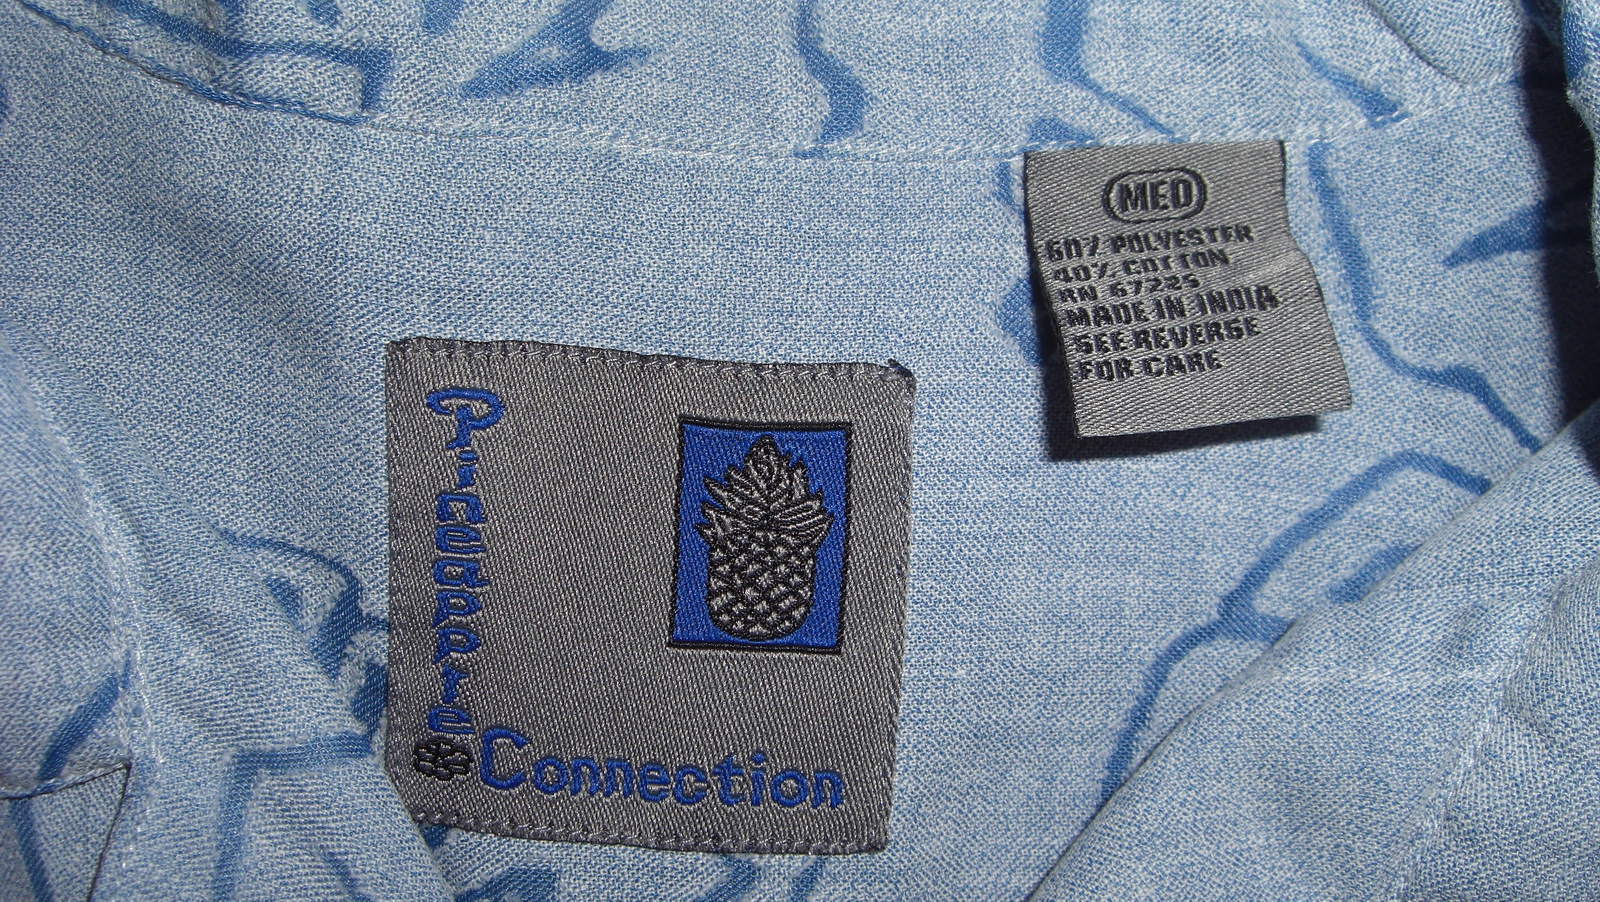 Pineapple
Connection
MED
60% POLYESTER
40% COTTON
RN 67225
MADE IN INDIA
SEE REVERSE
FOR CARE